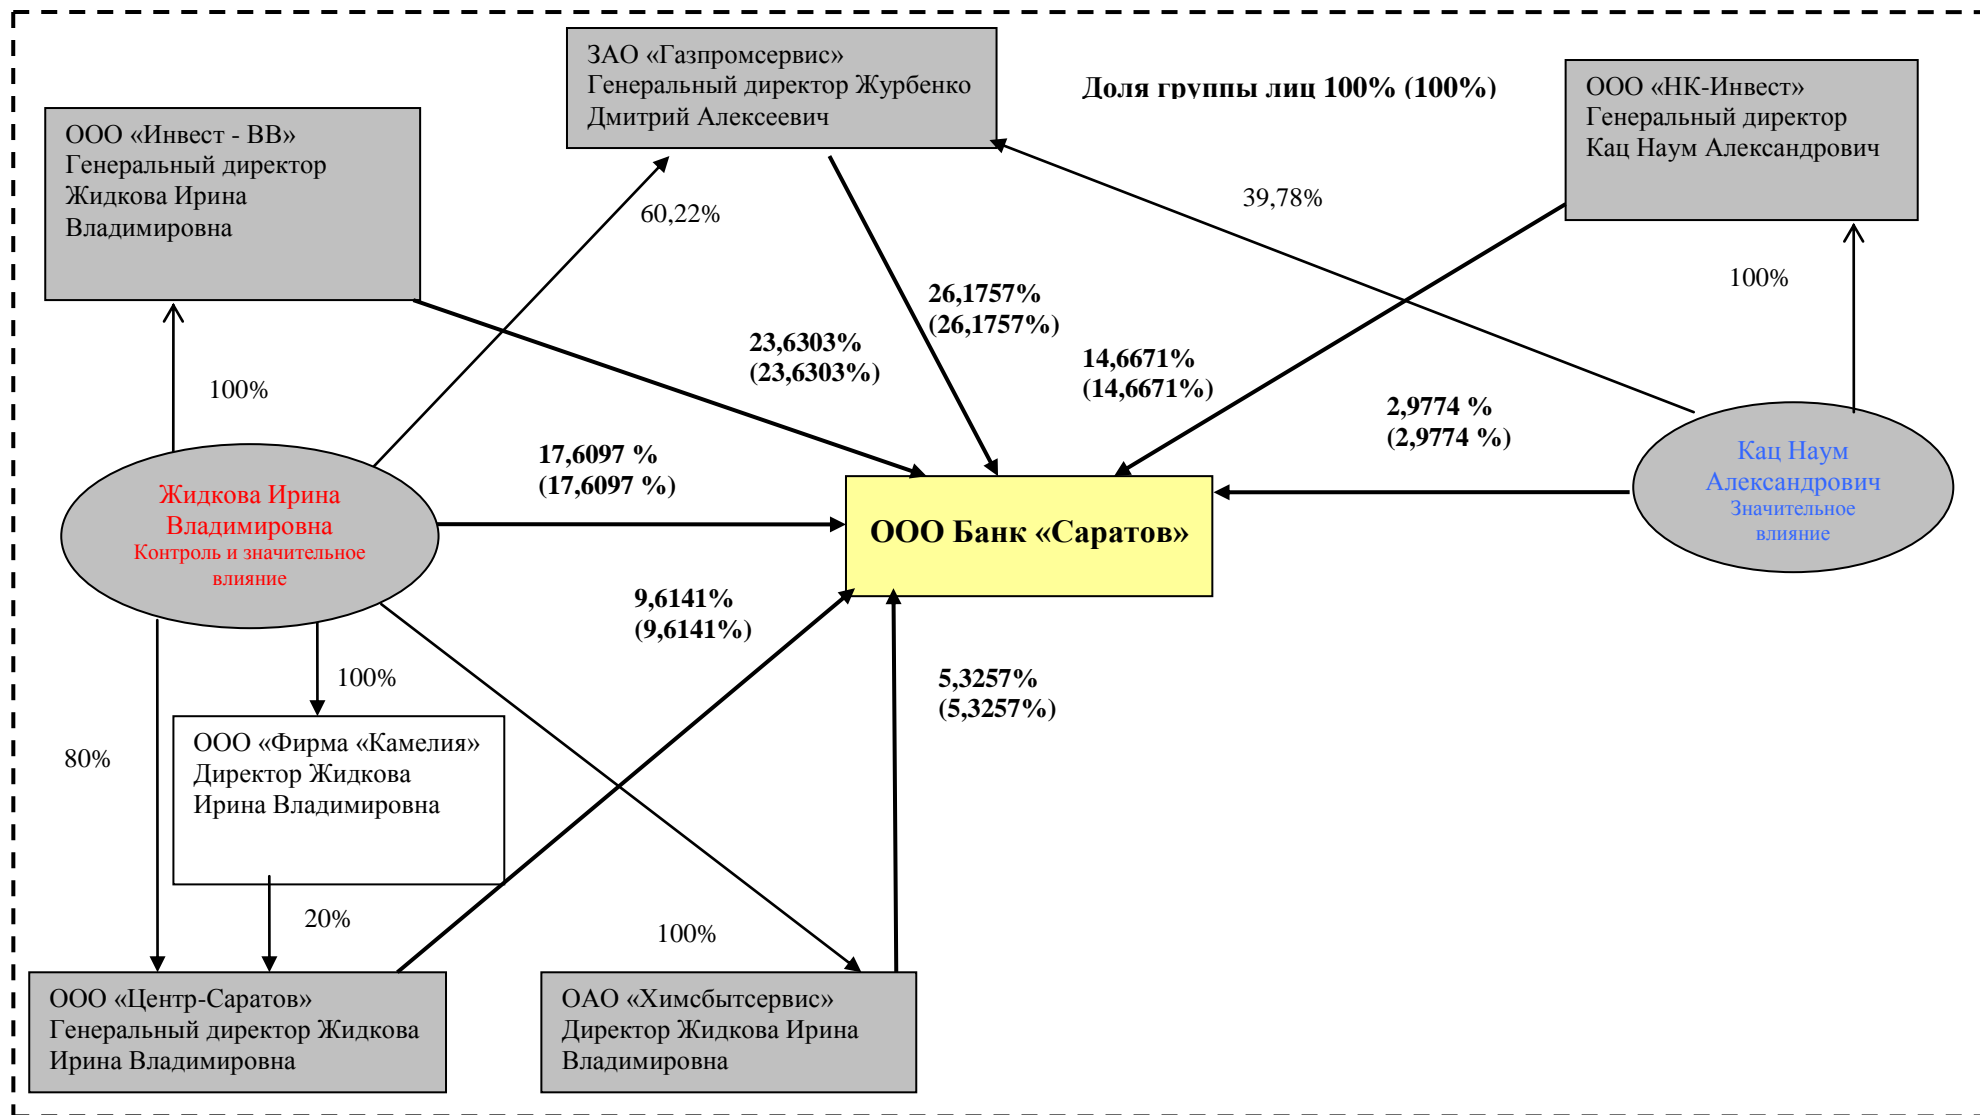 ЗАО «Газпромсервис»
Генеральный директор Журбенко
Дмитрий Алексеевич
Доля группы лиц 100% (100%)
ООО «НК-Инвест»
Генеральный директор
Кац Наум Александрович
ООО «Инвест - ВВ»
Генеральный директор
Жидкова Ирина
Владимировна
60,22%
39,78%
100%
26,1757%
(26,1757%)
23,6303%
(23,6303%)
14,6671%
(14,6671%)
100%
2,9774 %
(2,9774 %)
17,6097 %
(17,6097 %)
Жидкова Ирина
Владимировна
Контроль и значительное
влияние
ООО Банк «Саратов»
Кац Наум
Александрович
Значительное
влияние
9,6141%
(9,6141%)
100%
5,3257%
(5,3257%)
80%
ООО «Фирма «Камелия»
Директор Жидкова
Ирина Владимировна
20%
100%
ООО «Центр-Саратов»
Генеральный директор Жидкова
Ирина Владимировна
ОАО «Химсбытсервис»
Директор Жидкова Ирина
Владимировна